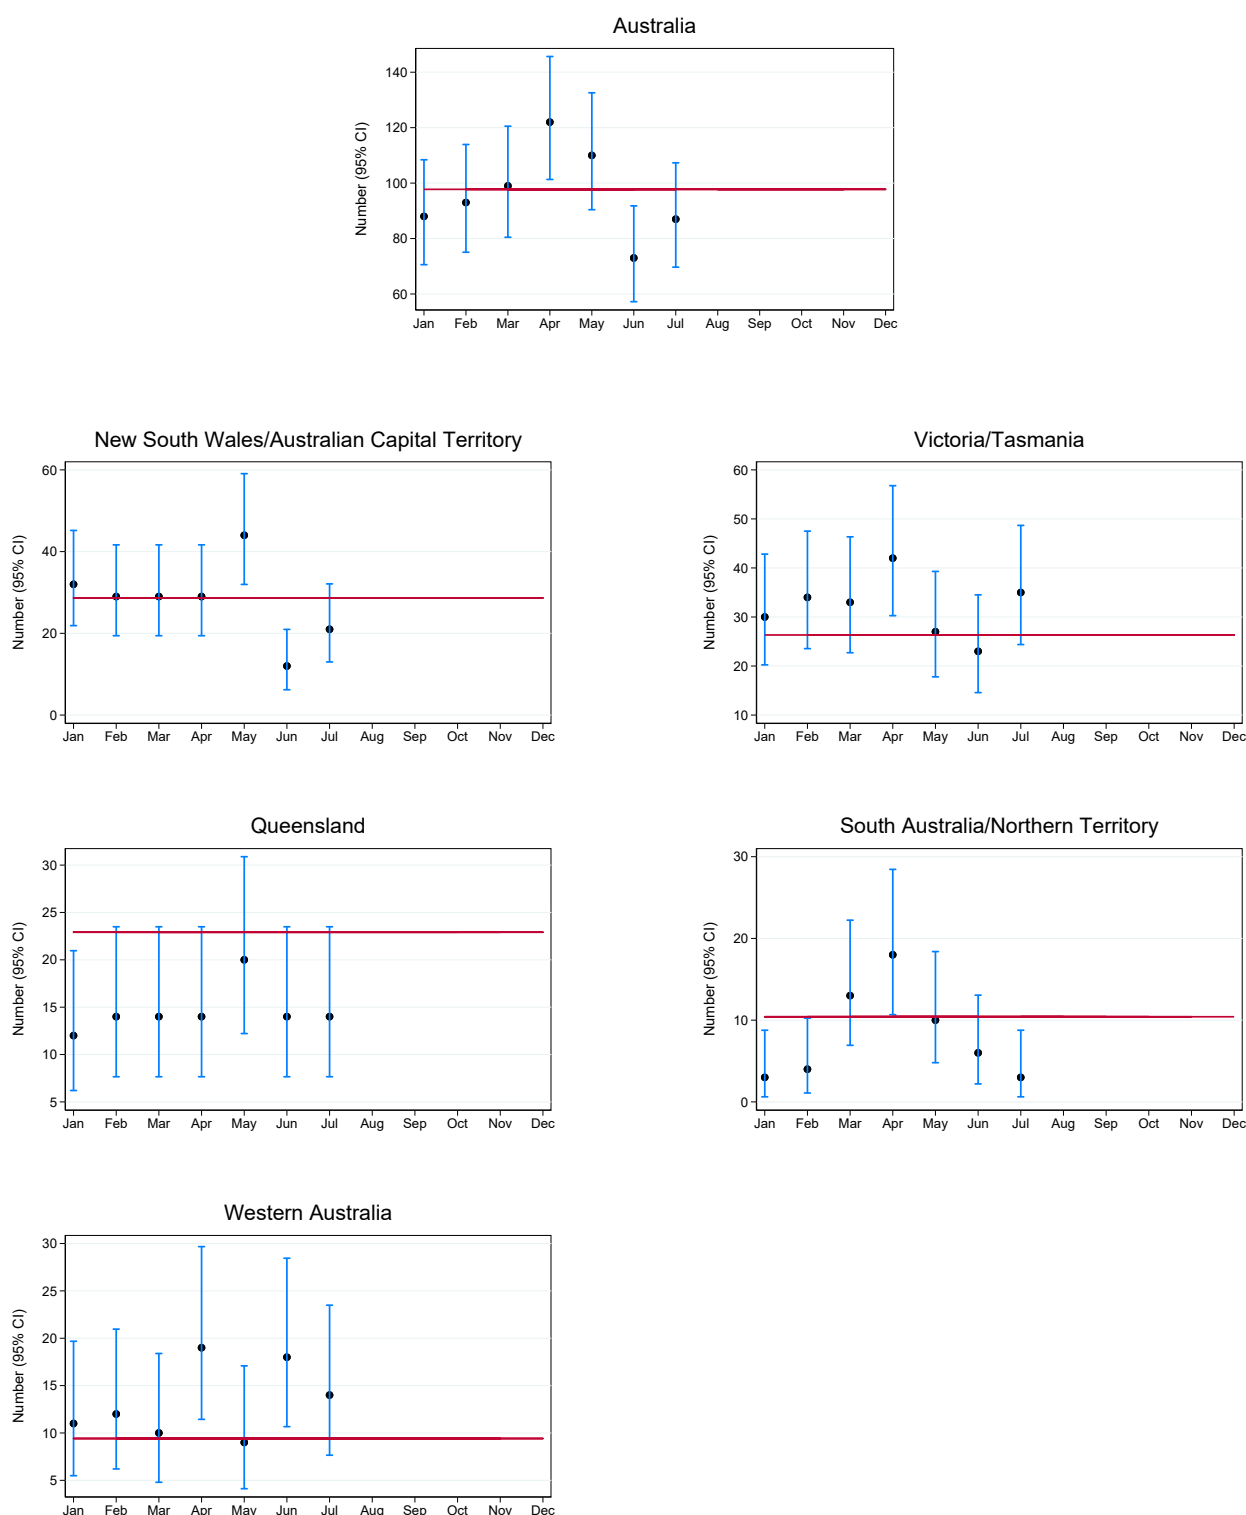 Australia
Number (95% CI)
140
120
100
80
60
Jan Feb Mar Apr May Jun Jul Aug Sep Oct Nov Dec
New South Wales/Australian Capital Territory
Number (95% CI)
60
40
20
0
Jan Feb Mar Apr May Jun Jul Aug Sep Oct Nov Dec
Victoria/Tasmania
Number (95% CI)
60
50
40
30
20
10
Jan Feb Mar Apr May Jun Jul Aug Sep Oct Nov Dec
Queensland
Number (95% CI)
30
25
20
15
10
5
Jan Feb Mar Apr May Jun Jul Aug Sep Oct Nov Dec
South Australia/Northern Territory
Number (95% CI)
30
20
10
0
Jan Feb Mar Apr May Jun Jul Aug Sep Oct Nov Dec
Western Australia
Number (95% CI)
30
25
20
15
10
5
Jan Feb Mar Apr May Jun Jul Aug Sep Oct Nov Dec